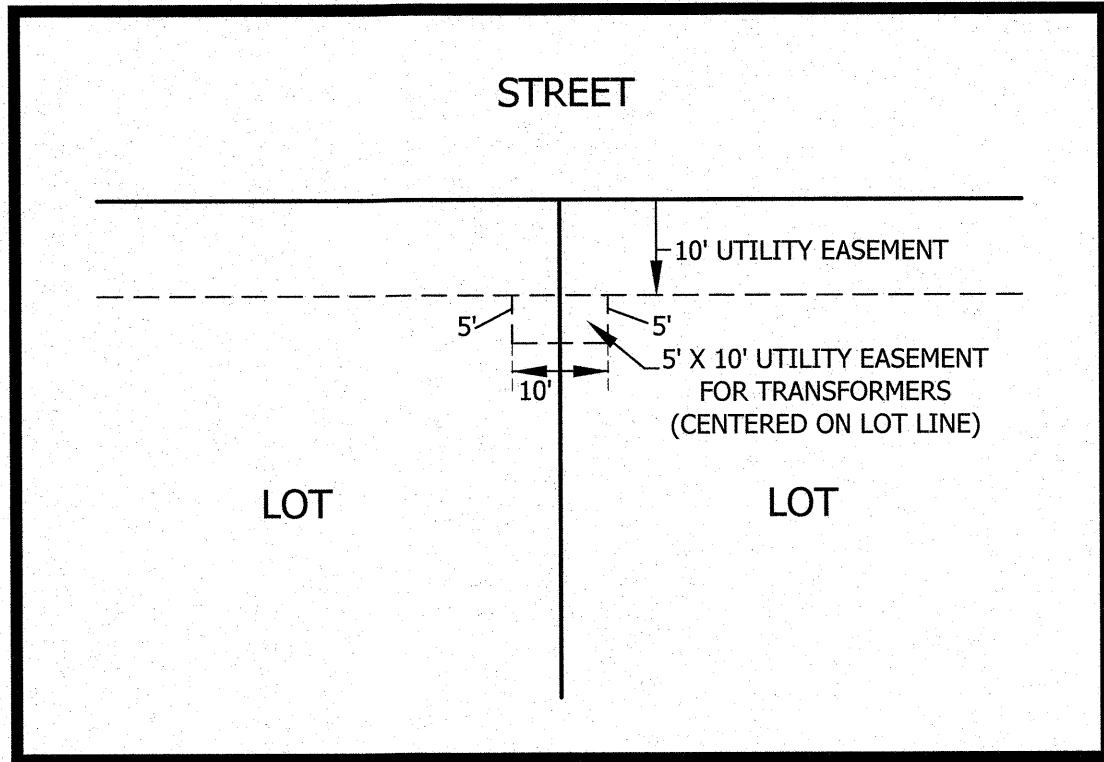 STREET
10' UTILITY EASEMENT
5'
5'
5' X 10' UTILITY EASEMENT
FOR TRANSFORMERS
(CENTERED ON LOT LINE)
10'
LOT
LOT